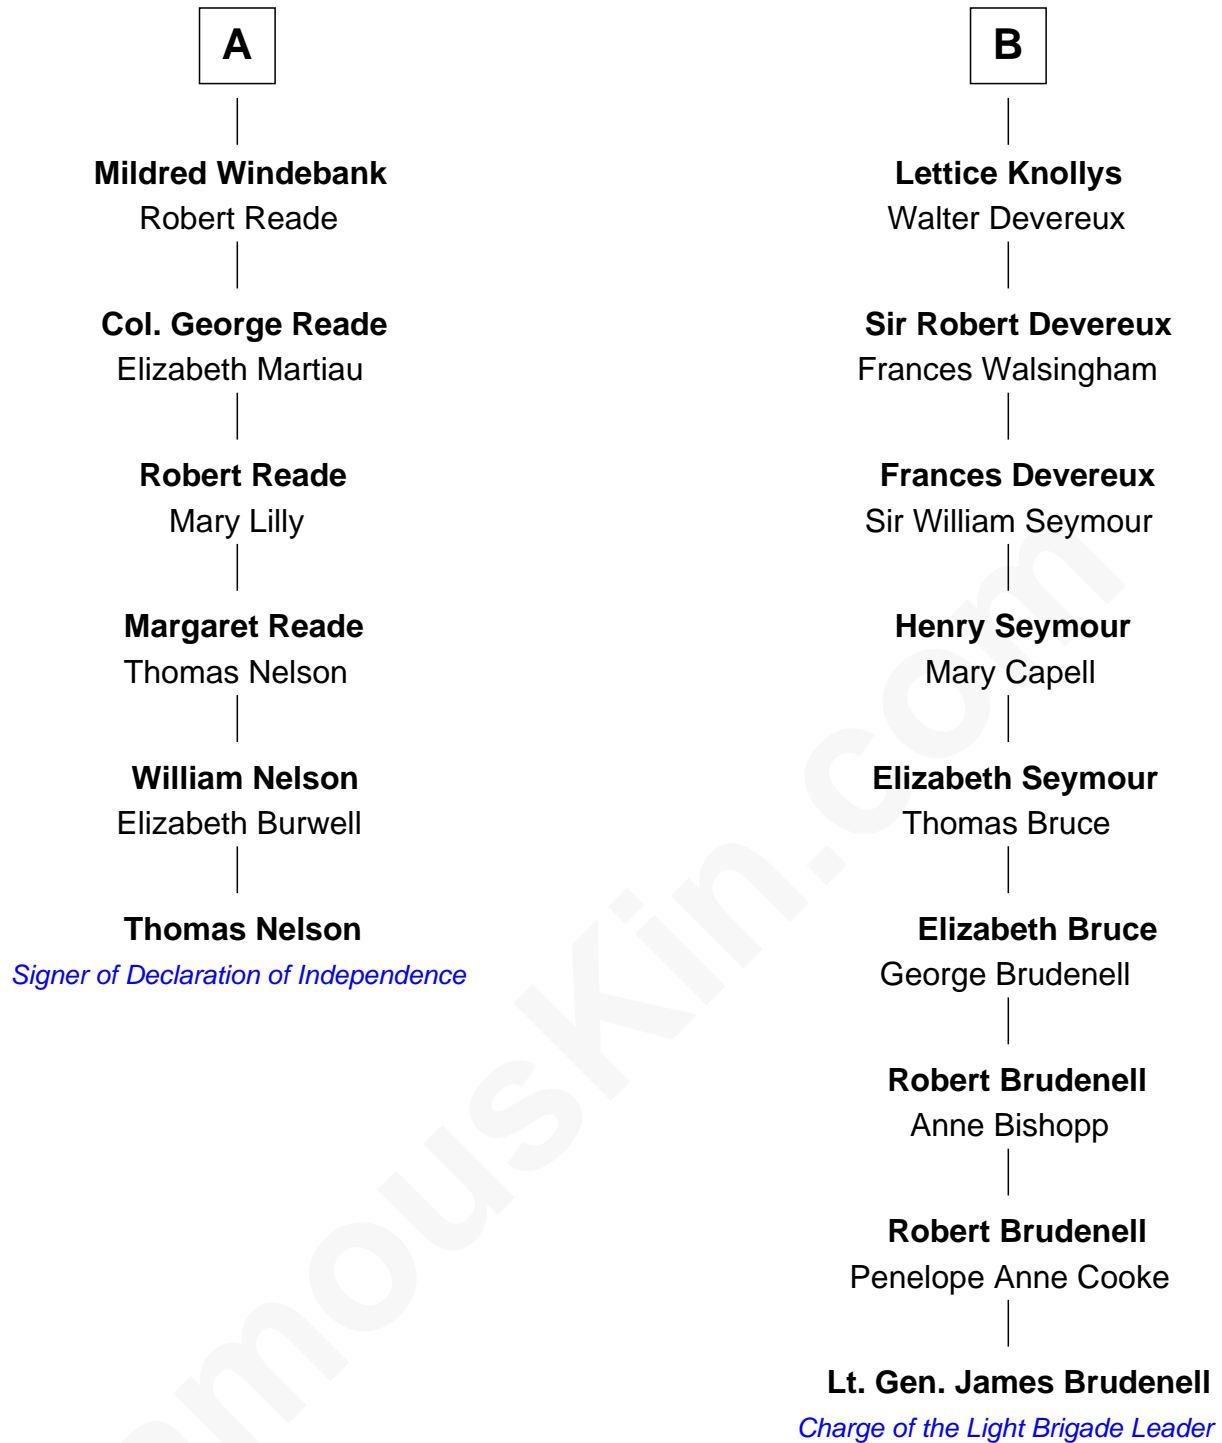 A
Mildred Windebank
Robert Reade
Col. George Reade
Elizabeth Martiau
Robert Reade
Mary Lilly
Margaret Reade
Thomas Nelson
William Nelson
Elizabeth Burwell
Thomas Nelson
Signer of Declaration of Independence
B
Lettice Knollys
Walter Devereux
Sir Robert Devereux
Frances Walsingham
Frances Devereux
Sir William Seymour
Henry Seymour
Mary Capell
Elizabeth Seymour
Thomas Bruce
Elizabeth Bruce
George Brudenell
Robert Brudenell
Anne Bishopp
Robert Brudenell
Penelope Anne Cooke
Lt. Gen. James Brudenell
Charge of the Light Brigade Leader
amouskin.com